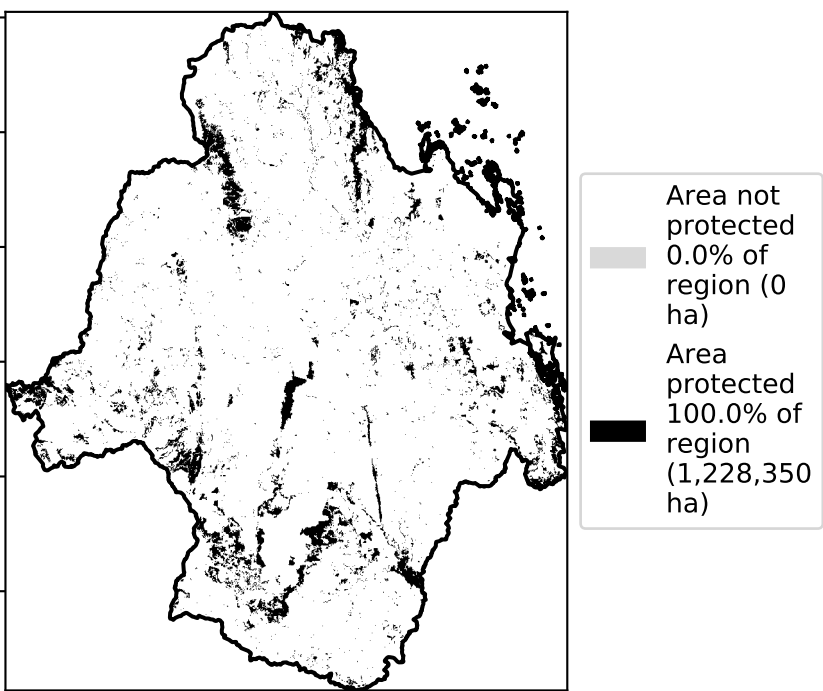 Area not
protected
0.0% of
region (0
ha)
Area
protected
100.0% of
region
(1,228,350
ha)